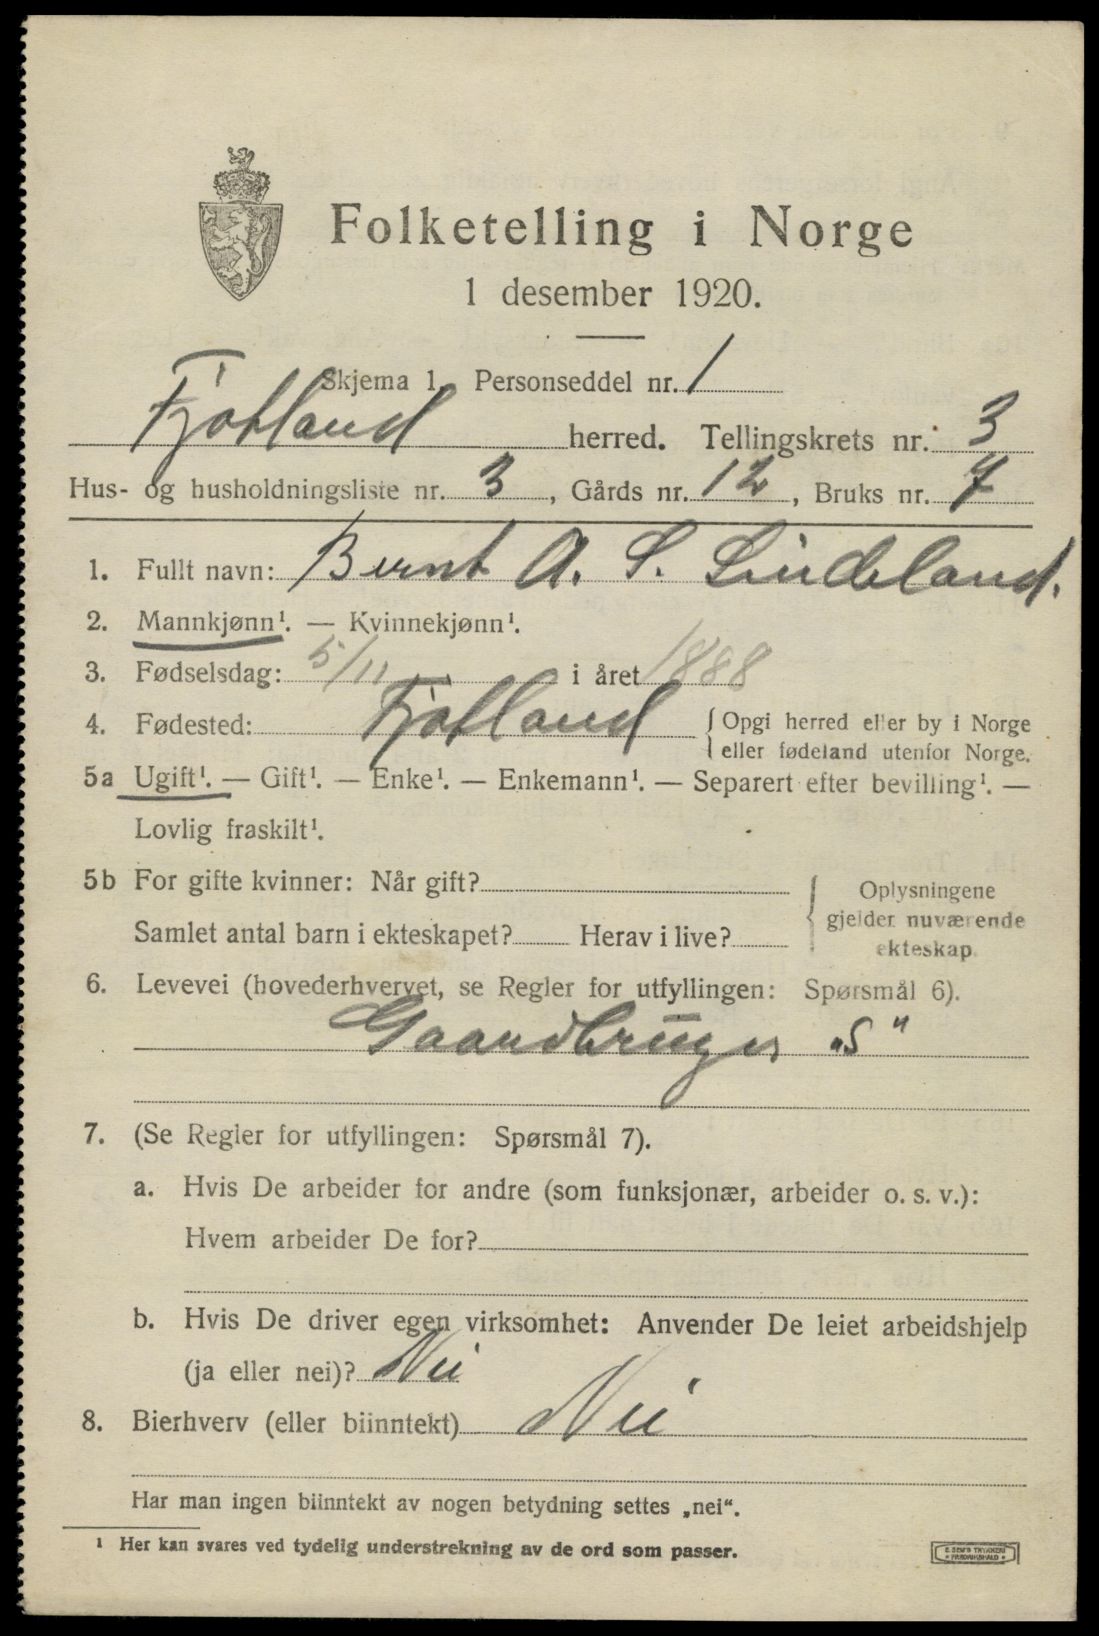 Folketelling i Norge
1 desember 1920.
Skjema 1. Personseddel nr. 1
Fjotland herred. Tellingskrets nr. 3
Hus- og husholdningsliste nr. 3, Gårds nr. 12, Bruks nr. 7
1. Fullt navn: Bernt A. S. Lindeland.
2. Mannkjønn¹. — Kvinnekjønn¹.
3. Fødselsdag: 5/11 i året 1888
4. Fødested: Fjotland {Opgi herred eller by i Norge
eller fødeland utenfor Norge.
5a Ugift¹. — Gift¹. — Enke¹. — Enkemann¹. — Separert efter bevilling¹. —
Lovlig fraskilt¹.
5b For gifte kvinner: Når gift?
Samlet antal barn i ekteskapet? Herav i live?
{Oplysningene
gjelder nuværende
ekteskap.
6. Levevei (hovederhvervet, se Regler for utfyllingen: Spørsmål 6).
Gaardbruger „S"
7. (Se Regler for utfyllingen: Spørsmål 7).
a. Hvis De arbeider for andre (som funksjonær, arbeider o. s. v.):
Hvem arbeider De for?
b. Hvis De driver egen virksomhet: Anvender De leiet arbeidshjelp
(ja eller nei)? Nei
8. Bierhverv (eller biinntekt) Nei
Har man ingen biinntekt av nogen betydning settes „nei“.
¹ Her kan svares ved tydelig understrekning av de ord som passer.
E. SEM'S TRYKKERI
FREDRIKSHALD